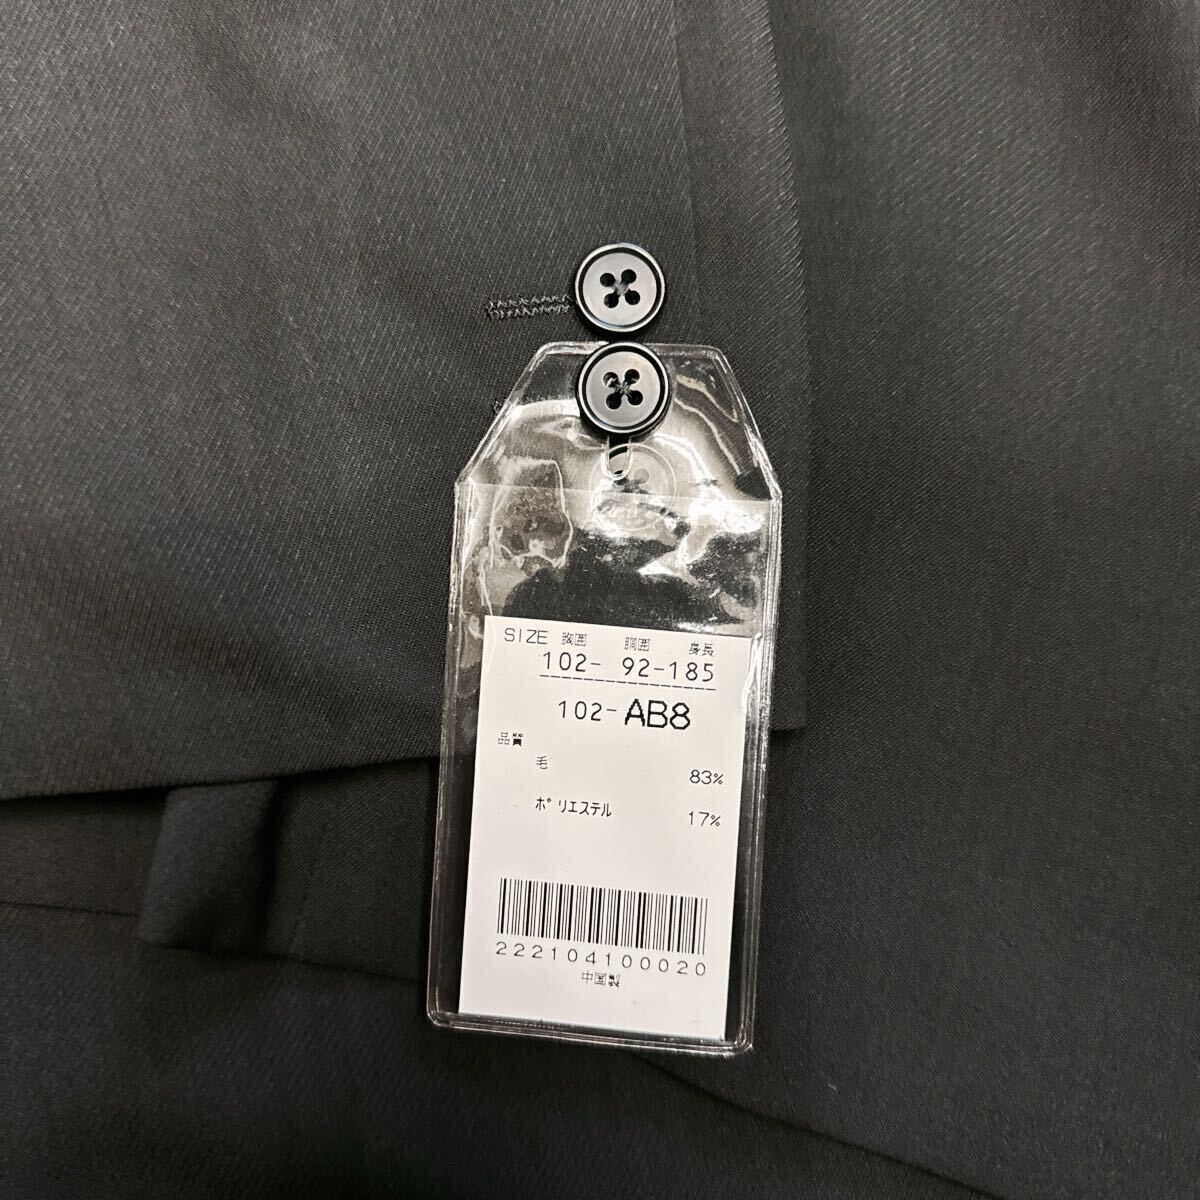 SIZE 胸囲 胴囲 身長
102- 92-185
102-AB8
品質
毛 83%
ポリエステル 17%
222104100020
中国製